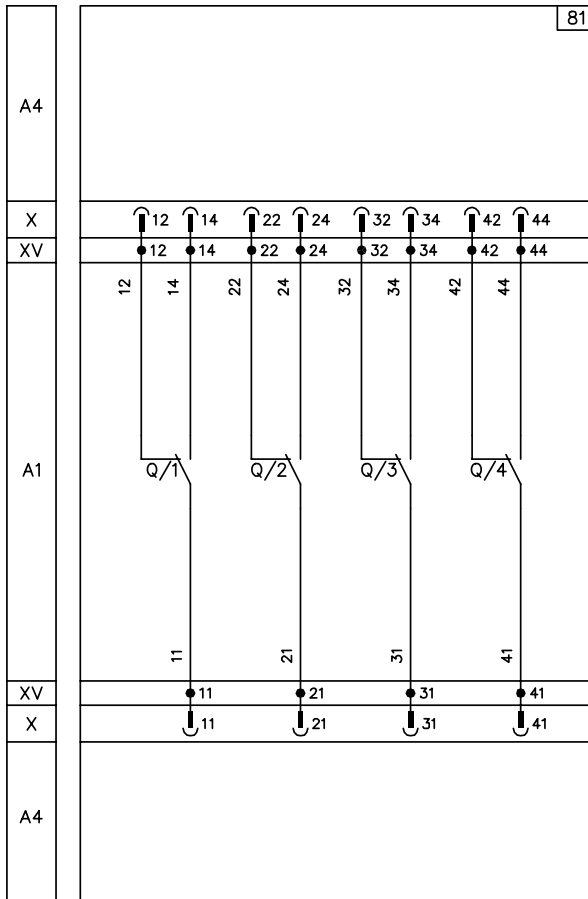 81
A4
X 12 14 22 24 32 34 42 44
XV 12 14 22 24 32 34 42 44
12 14 22 24 32 34 42 44
A1 Q/1 Q/2 Q/3 Q/4
11 21 31 41
XV 11 21 31 41
X 11 21 31 41
A4